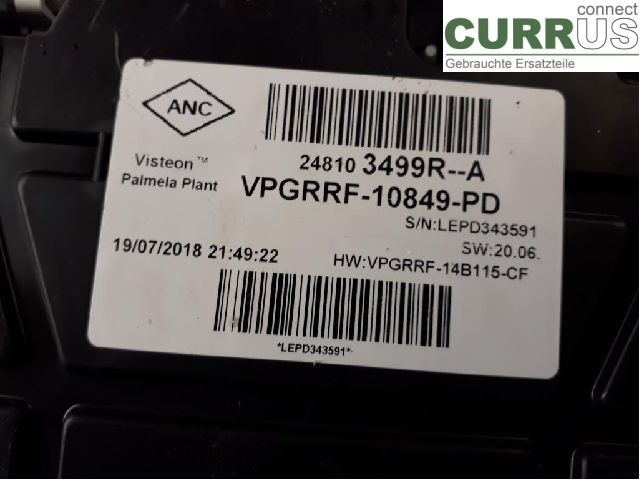 connect
CURRUS
Gebrauchte Ersatzteile
ANC
24810 3499R--A
Visteon™
Palmela Plant
VPGRRF-10849-PD
S/N:LEPD343591
SW:20.06.
19/07/2018 21:49:22
HW:VPGRRF-14B115-CF
*LEPD343591*